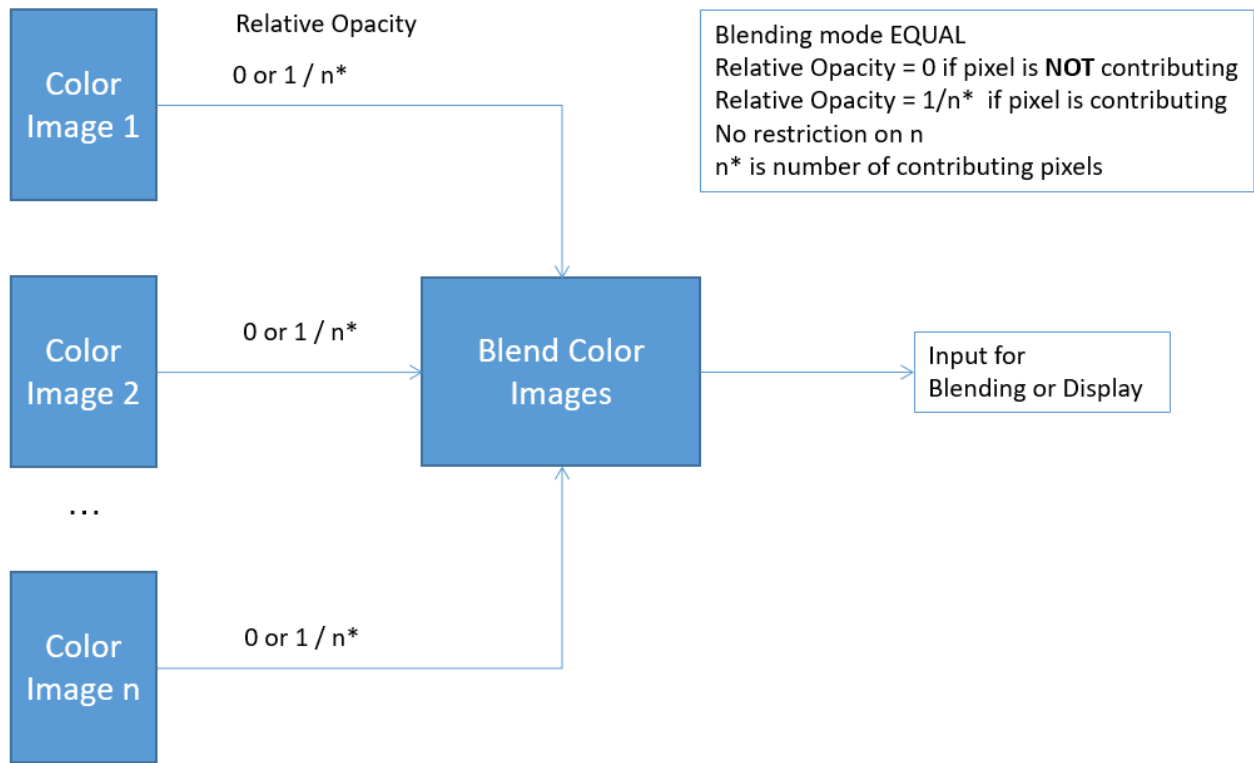 Relative Opacity
0 or 1 / n*
Color
Image 1
Blending mode EQUAL
Relative Opacity = 0 if pixel is NOT contributing
Relative Opacity = 1/n*  if pixel is contributing
No restriction on n
n* is number of contributing pixels
0 or 1 / n*
Color
Image 2
Blend Color
Images
Input for
Blending or Display
...
0 or 1 / n*
Color
Image n